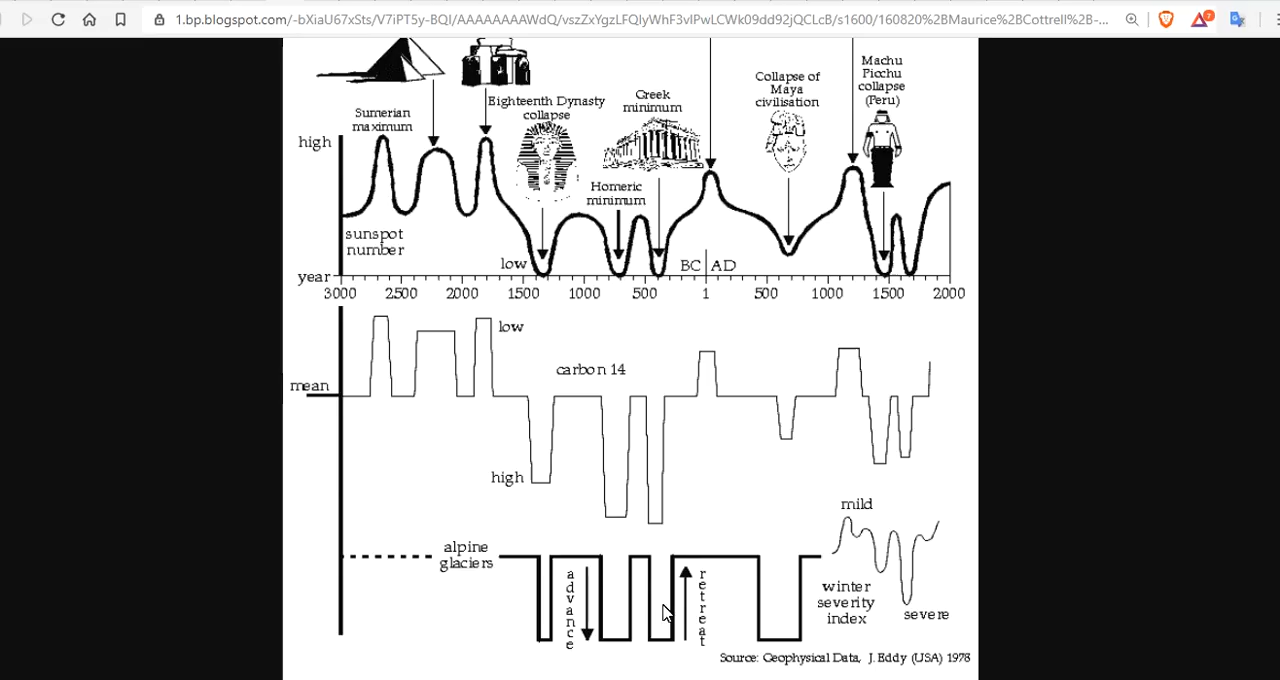 1.bp.blogspot.com/-bXiaU67xSts/V7iPT5y-BQI/AAAAAAAAWdQ/vszZxYgzLFQIyWhF3vIPwLCWk09dd92jQCLcB/s1600/160820%2BMaurice%2BCottrell%2B-...
7
Sumerian
maximum
Eighteenth Dynasty
collapse
Greek
minimum
Collapse of
Maya
civilisation
Machu
Picchu
collapse
(Peru)
high
Homeric
minimum
sunspot
number
low
BC AD
year
3000 2500 2000 1500 1000 500 1 500 1000 1500 2000
low
carbon 14
mean
high
mild
alpine
glaciers
advance
retreat
winter
severity
index
severe
Source: Geophysical Data, J. Eddy (USA) 1978